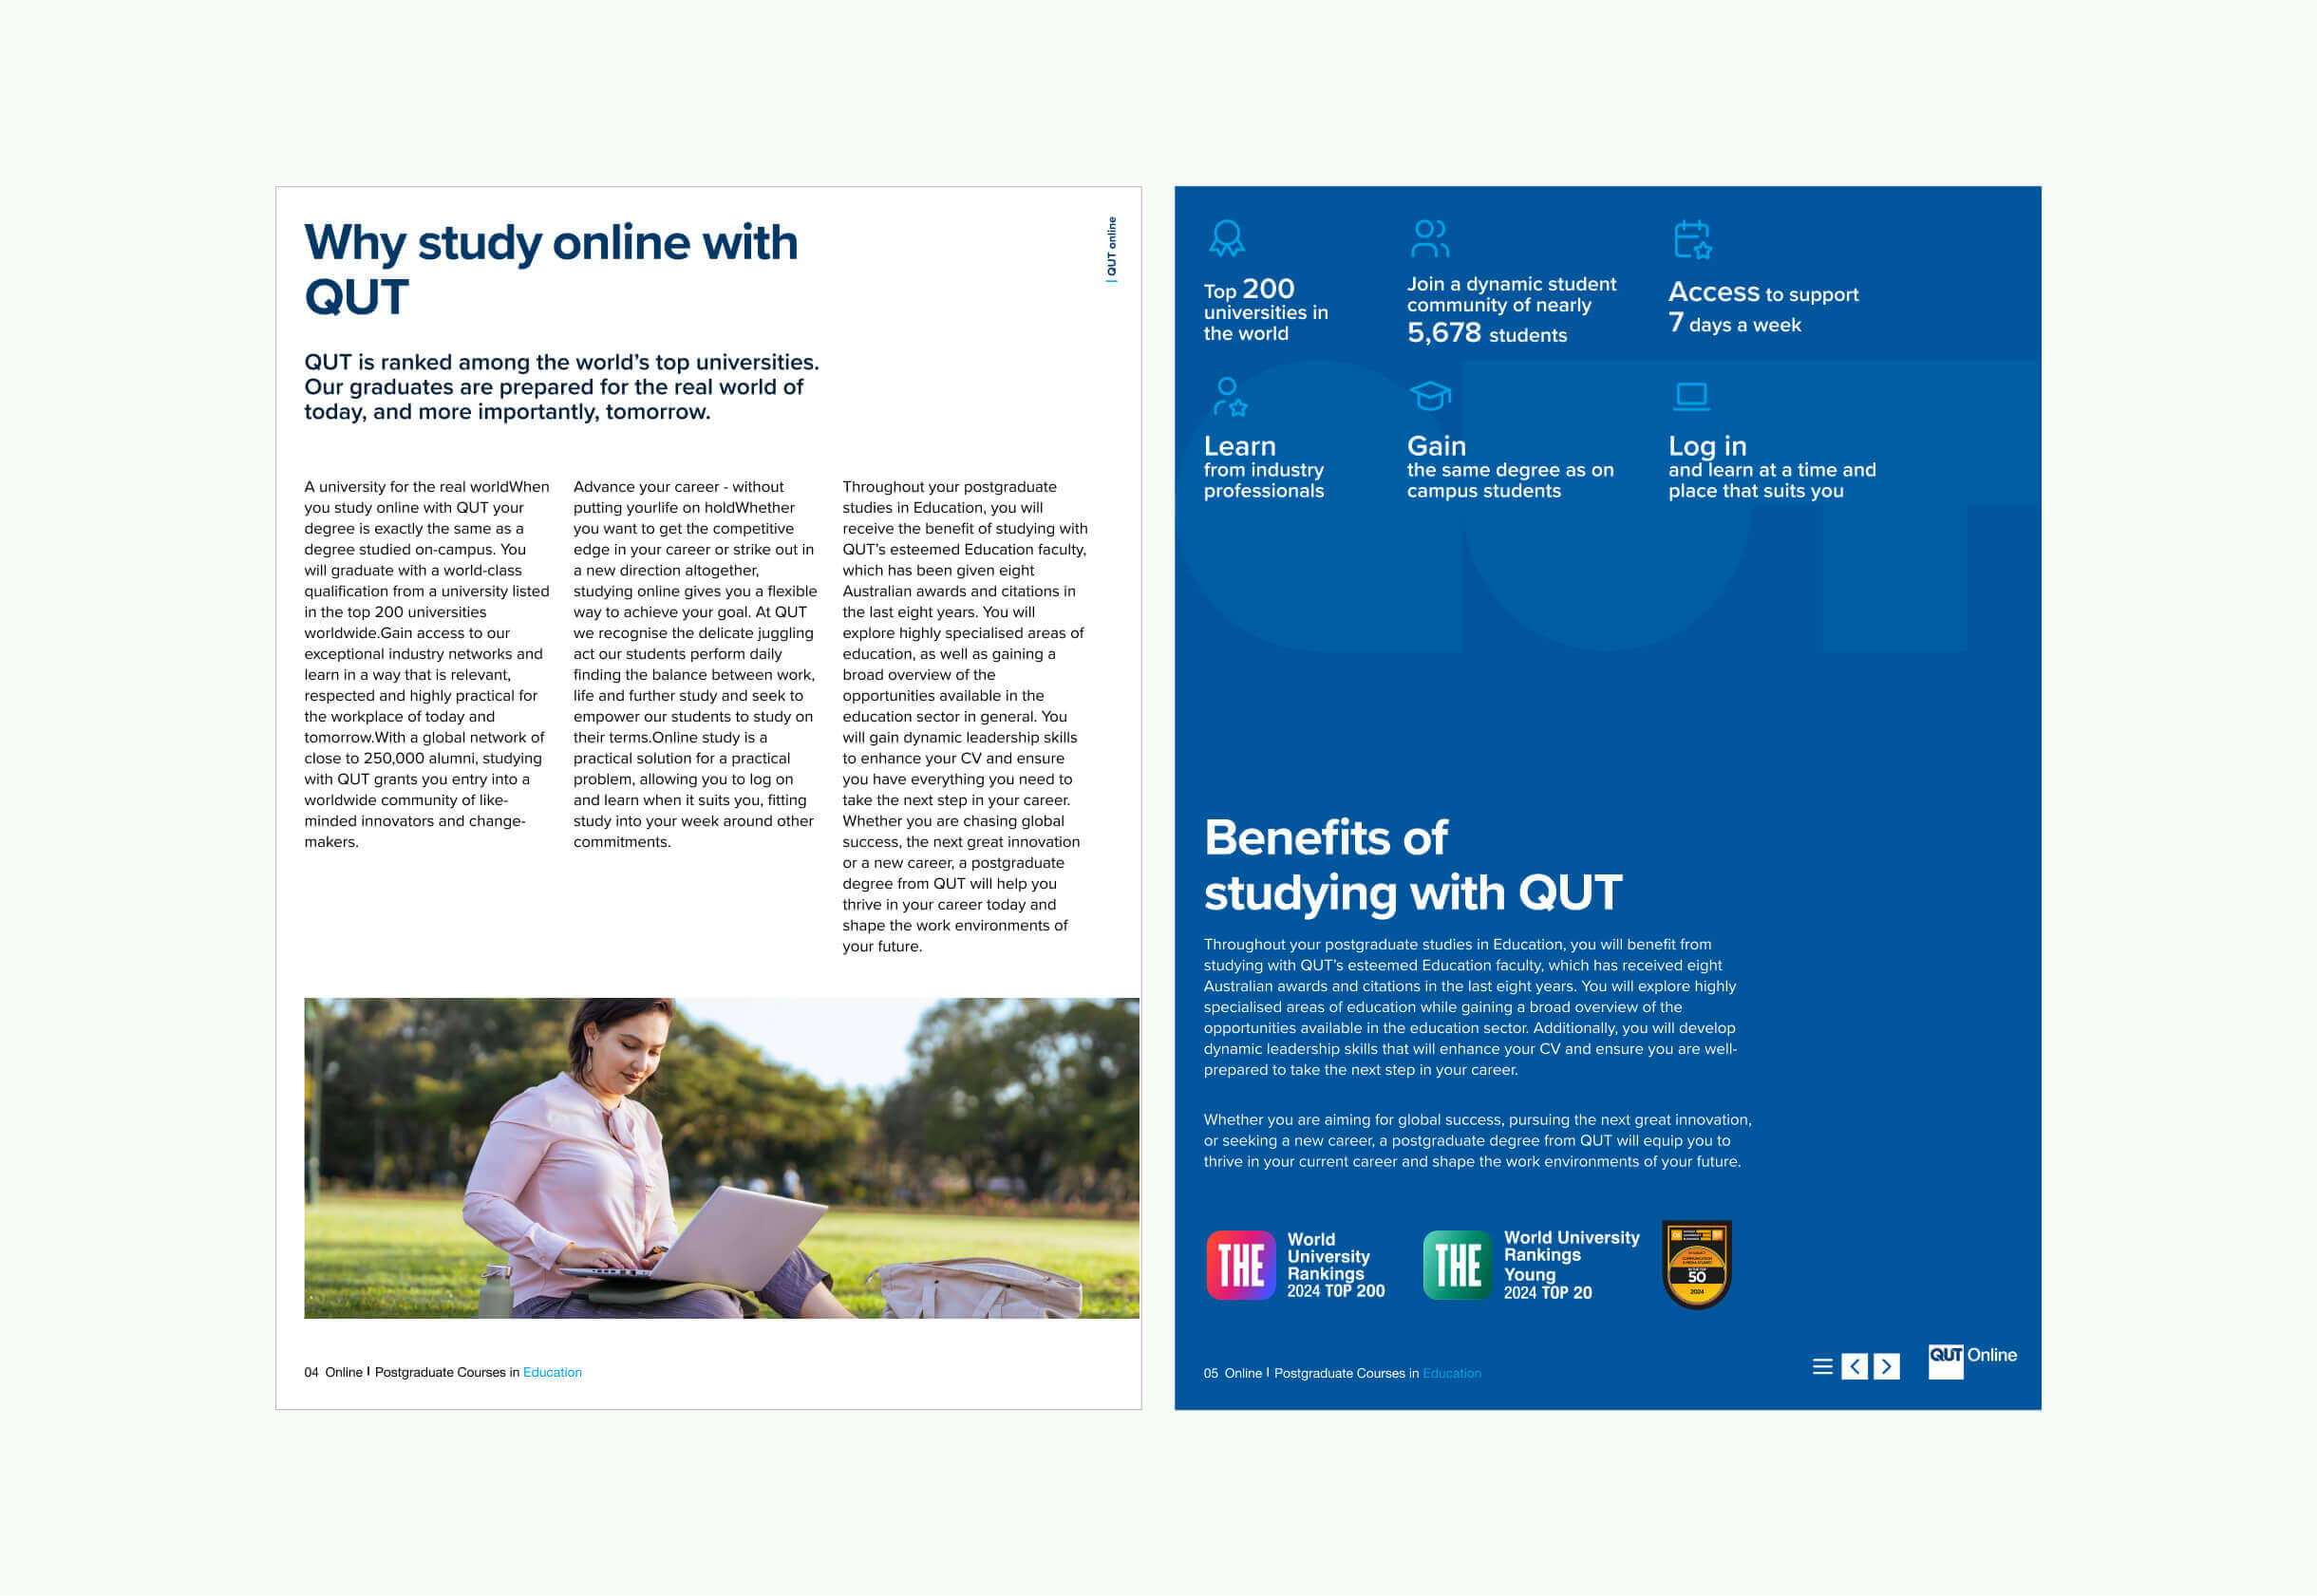 Why study online with
QUT
| QUT online
QUT is ranked among the world's top universities.
Our graduates are prepared for the real world of
today, and more importantly, tomorrow.
A university for the real worldWhen
you study online with QUT your
degree is exactly the same as a
degree studied on-campus. You
will graduate with a world-class
qualification from a university listed
in the top 200 universities
worldwide.Gain access to our
exceptional industry networks and
learn in a way that is relevant,
respected and highly practical for
the workplace of today and
tomorrow.With a global network of
close to 250,000 alumni, studying
with QUT grants you entry into a
worldwide community of like-
minded innovators and change-
makers.
Advance your career - without
putting yourlife on holdWhether
you want to get the competitive
edge in your career or strike out in
a new direction altogether,
studying online gives you a flexible
way to achieve your goal. At QUT
we recognise the delicate juggling
act our students perform daily
finding the balance between work,
life and further study and seek to
empower our students to study on
their terms.Online study is a
practical solution for a practical
problem, allowing you to log on
and learn when it suits you, fitting
study into your week around other
commitments.
Throughout your postgraduate
studies in Education, you will
receive the benefit of studying with
QUT's esteemed Education faculty,
which has been given eight
Australian awards and citations in
the last eight years. You will
explore highly specialised areas of
education, as well as gaining a
broad overview of the
opportunities available in the
education sector in general. You
will gain dynamic leadership skills
to enhance your CV and ensure
you have everything you need to
take the next step in your career.
Whether you are chasing global
success, the next great innovation
or a new career, a postgraduate
degree from QUT will help you
thrive in your career today and
shape the work environments of
your future.
04 Online | Postgraduate Courses in Education
Top 200
universities in
the world
Join a dynamic student
community of nearly
5,678 students
Access to support
7 days a week
Learn
from industry
professionals
Gain
the same degree as on
campus students
Log in
and learn at a time and
place that suits you
QUT
Benefits of
studying with QUT
Throughout your postgraduate studies in Education, you will benefit from
studying with QUT's esteemed Education faculty, which has received eight
Australian awards and citations in the last eight years. You will explore highly
specialised areas of education while gaining a broad overview of the
opportunities available in the education sector. Additionally, you will develop
dynamic leadership skills that will enhance your CV and ensure you are well-
prepared to take the next step in your career.
Whether you are aiming for global success, pursuing the next great innovation,
or seeking a new career, a postgraduate degree from QUT will equip you to
thrive in your current career and shape the work environments of your future.
THE
World
University
Rankings
2024 TOP 200
THE
World University
Rankings
Young
2024 TOP 20
50
2024
05 Online | Postgraduate Courses in Education
QUT Online